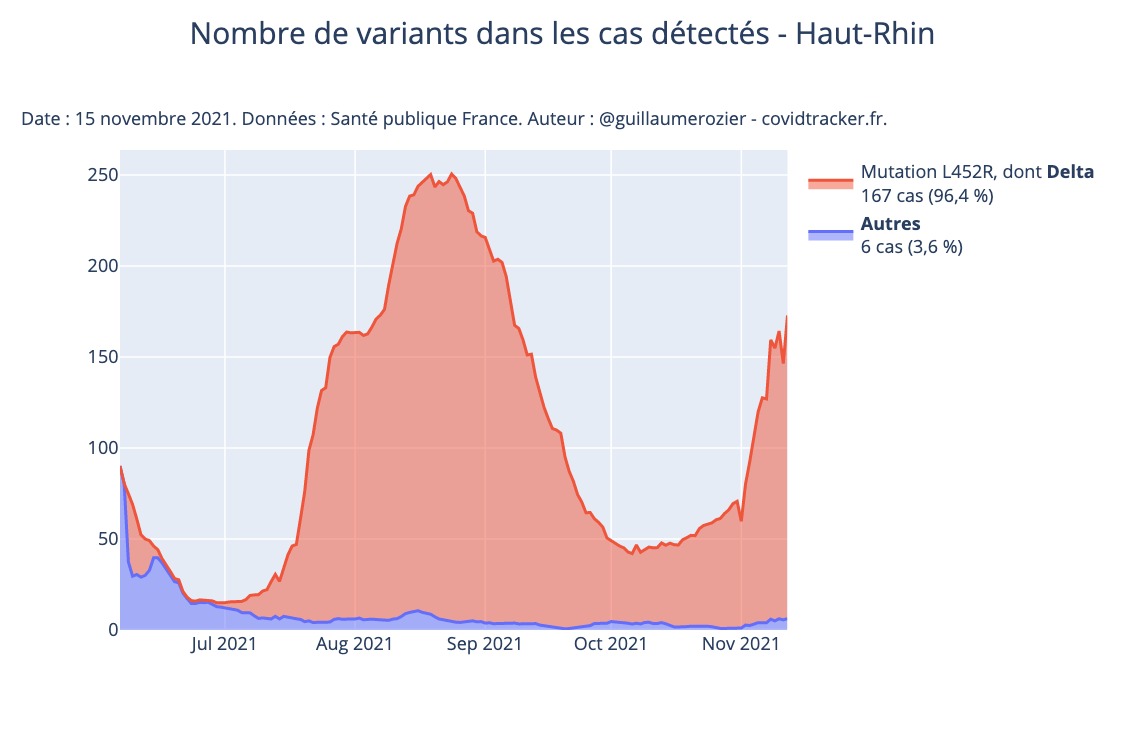 Nombre de variants dans les cas détectés - Haut-Rhin
Date : 15 novembre 2021. Données : Santé publique France. Auteur : @guillaumerozier - covidtracker.fr.
Mutation L452R, dont Delta
167 cas (96,4 %)
Autres
6 cas (3,6 %)
250
200
150
100
50
0
Jul 2021
Aug 2021
Sep 2021
Oct 2021
Nov 2021